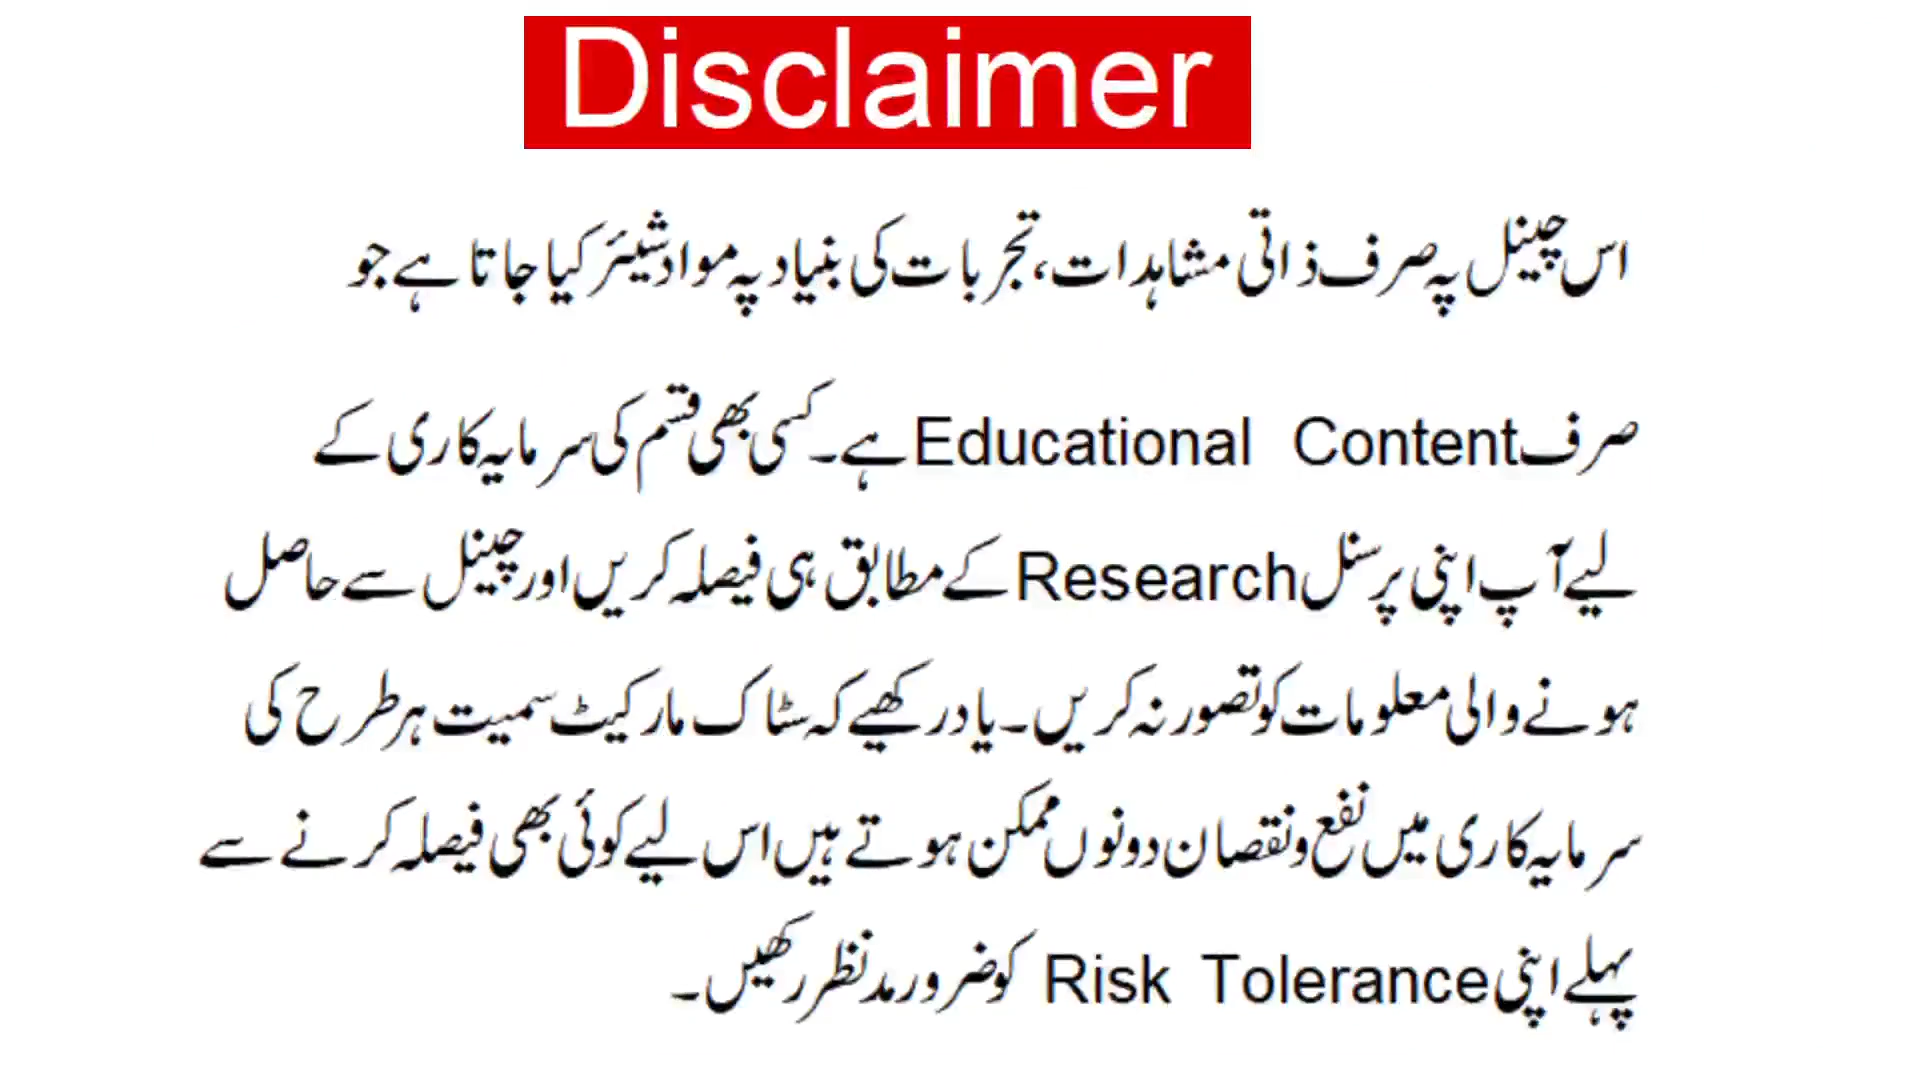 Disclaimer
اس چینل پہ صرف ذاتی مشاہدات، تجربات کی بنیاد پہ مواد شیئر کیا جاتا ہے جو
صرف Educational Content ہے۔ کسی بھی قسم کی سرمایہ کاری کے
لیے آپ اپنی پرسنل Research کے مطابق ہی فیصلہ کریں اور چینل سے حاصل
ہونے والی معلومات کو تصور نہ کریں۔ یاد رکھیے کہ سٹاک مارکیٹ سمیت ہر طرح کی
سرمایہ کاری میں نفع و نقصان دونوں ممکن ہوتے ہیں اس لیے کوئی بھی فیصلہ کرنے سے
پہلے اپنی Risk Tolerance کو ضرور مدنظر رکھیں۔